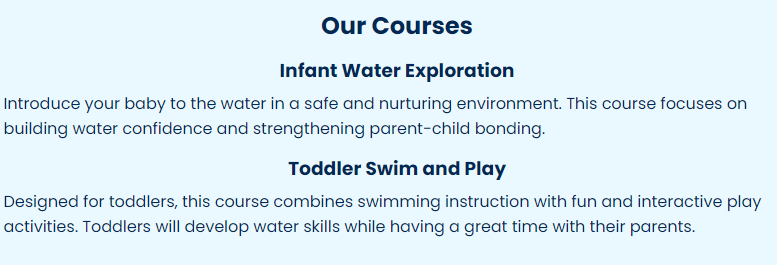 Our Courses
Infant Water Exploration
Introduce your baby to the water in a safe and nurturing environment. This course focuses on
building water confidence and strengthening parent-child bonding.
Toddler Swim and Play
Designed for toddlers, this course combines swimming instruction with fun and interactive play
activities. Toddlers will develop water skills while having a great time with their parents.